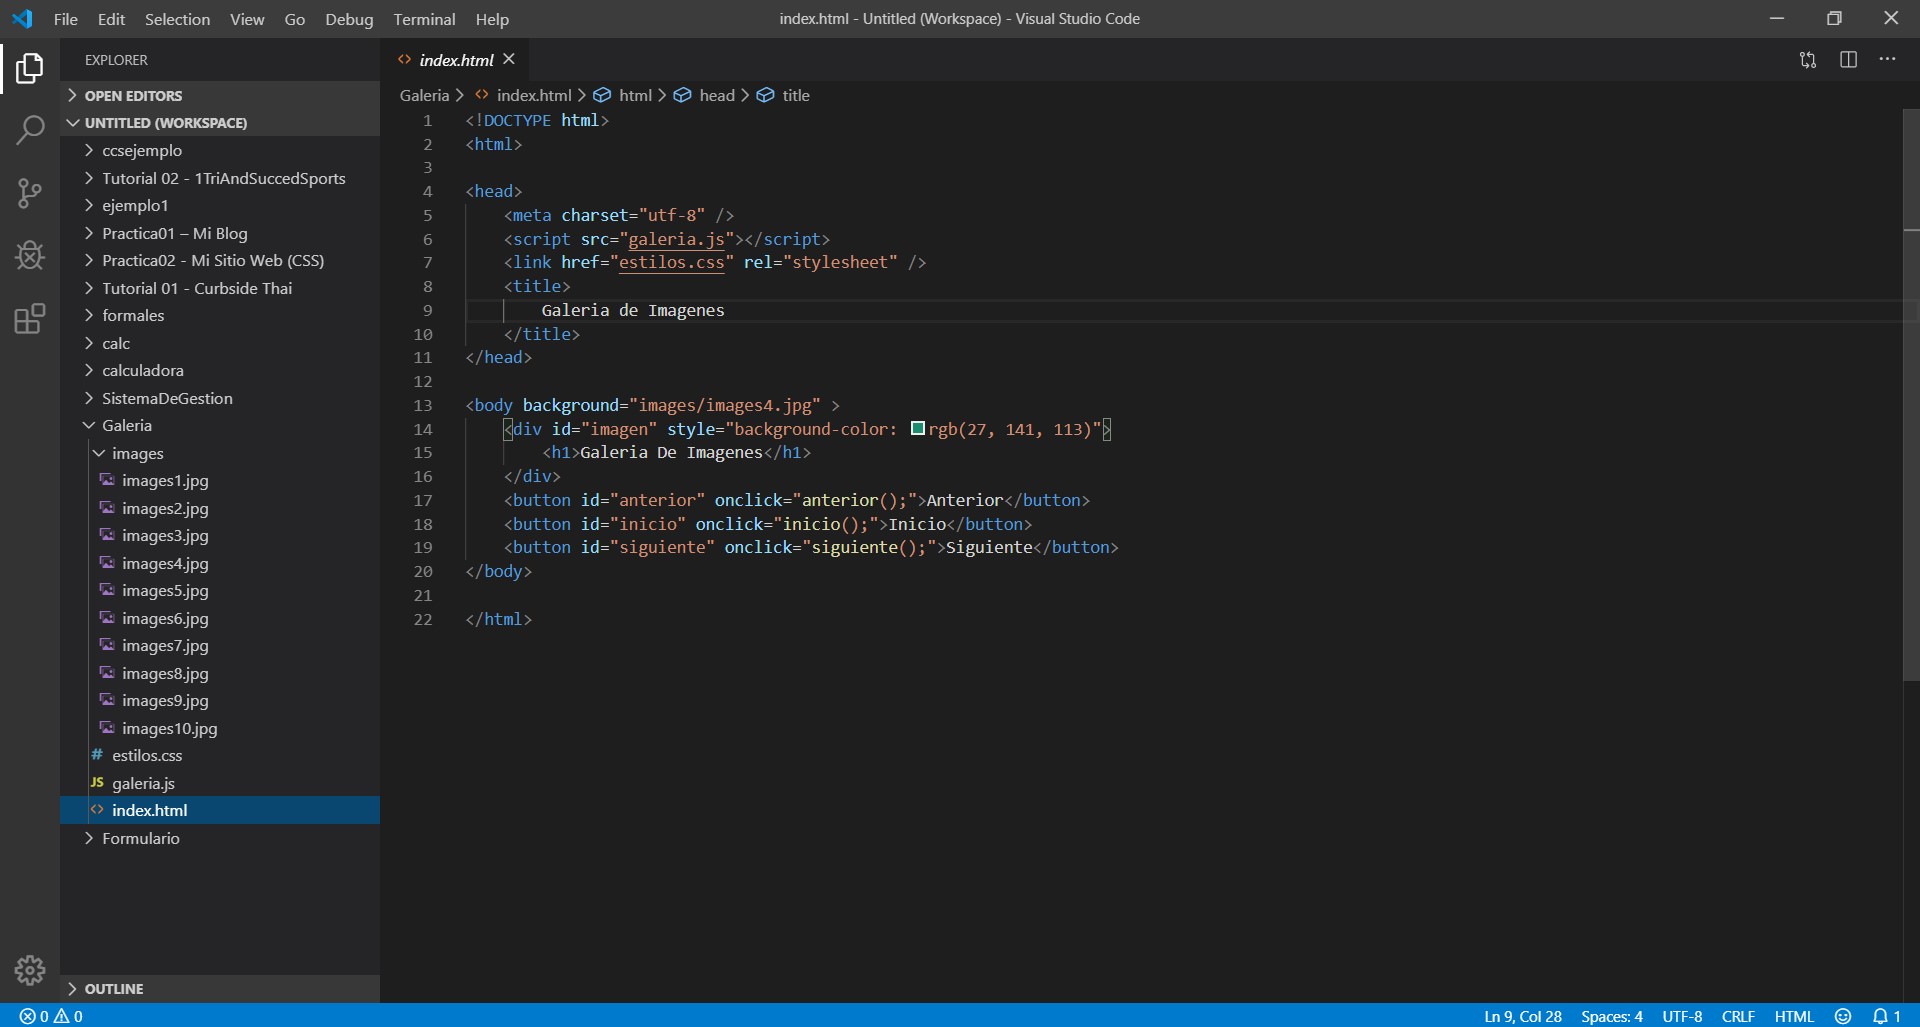 File Edit Selection View Go Debug Terminal Help
index.html - Untitled (Workspace) - Visual Studio Code
EXPLORER
OPEN EDITORS
UNTITLED (WORKSPACE)
ccsejemplo
Tutorial 02 - 1TriAndSuccedSports
ejemplo1
Practica01 – Mi Blog
Practica02 - Mi Sitio Web (CSS)
Tutorial 01 - Curbside Thai
formales
calc
calculadora
SistemaDeGestion
Galeria
images
images1.jpg
images2.jpg
images3.jpg
images4.jpg
images5.jpg
images6.jpg
images7.jpg
images8.jpg
images9.jpg
images10.jpg
# estilos.css
JS galeria.js
<> index.html
Formulario
OUTLINE
<> index.html
Galeria > <> index.html > html > head > title
1 <!DOCTYPE html>
2 <html>
3
4 <head>
5 <meta charset="utf-8" />
6 <script src="galeria.js"></script>
7 <link href="estilos.css" rel="stylesheet" />
8 <title>
9 Galeria de Imagenes
10 </title>
11 </head>
12
13 <body background="images/images4.jpg" >
14 <div id="imagen" style="background-color: rgb(27, 141, 113)">
15 <h1>Galeria De Imagenes</h1>
16 </div>
17 <button id="anterior" onclick="anterior();">Anterior</button>
18 <button id="inicio" onclick="inicio();">Inicio</button>
19 <button id="siguiente" onclick="siguiente();">Siguiente</button>
20 </body>
21
22 </html>
0 0
Ln 9, Col 28 Spaces: 4 UTF-8 CRLF HTML 1